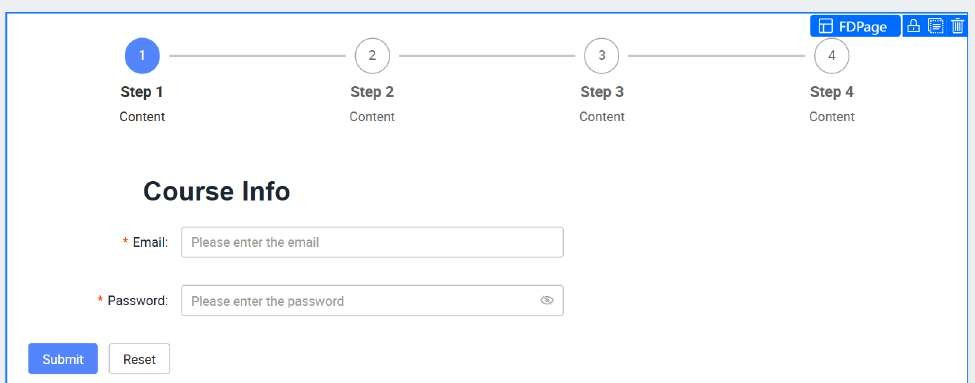 FDPage
1 2 3 4
Step 1 Step 2 Step 3 Step 4
Content Content Content Content
Course Info
* Email: Please enter the email
* Password: Please enter the password
Submit Reset